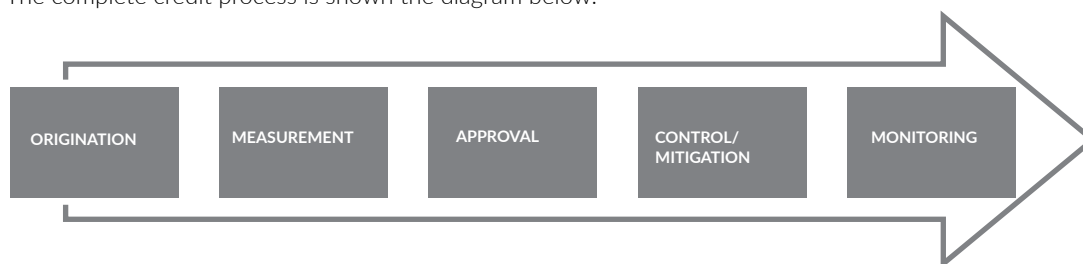 The complete credit process is shown the diagram below:
ORIGINATION
MEASUREMENT
APPROVAL
CONTROL/
MITIGATION
MONITORING